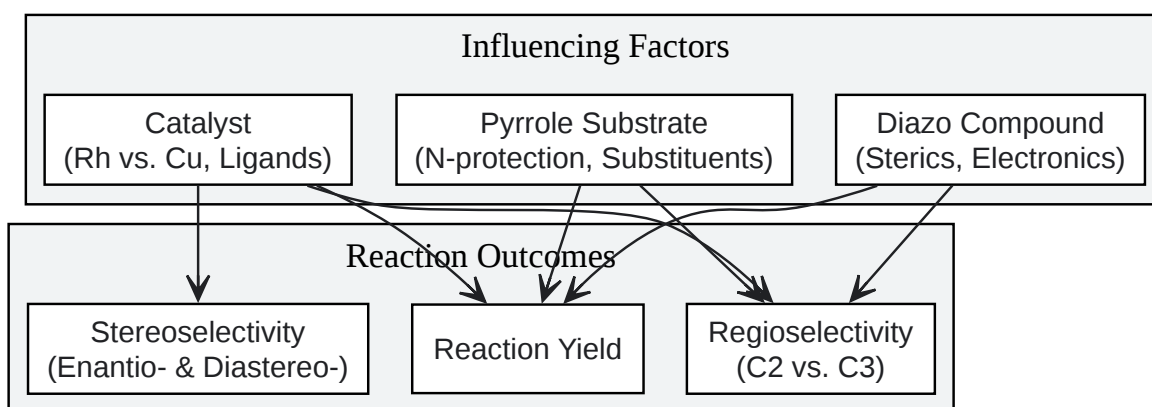 Influencing Factors
Catalyst
(Rh vs. Cu, Ligands)
Pyrrole Substrate
(N-protection, Substituents)
Diazo Compound
(Sterics, Electronics)
Reaction Outcomes
Stereoselectivity
(Enantio- & Diastereo-)
Reaction Yield
Regioselectivity
(C2 vs. C3)